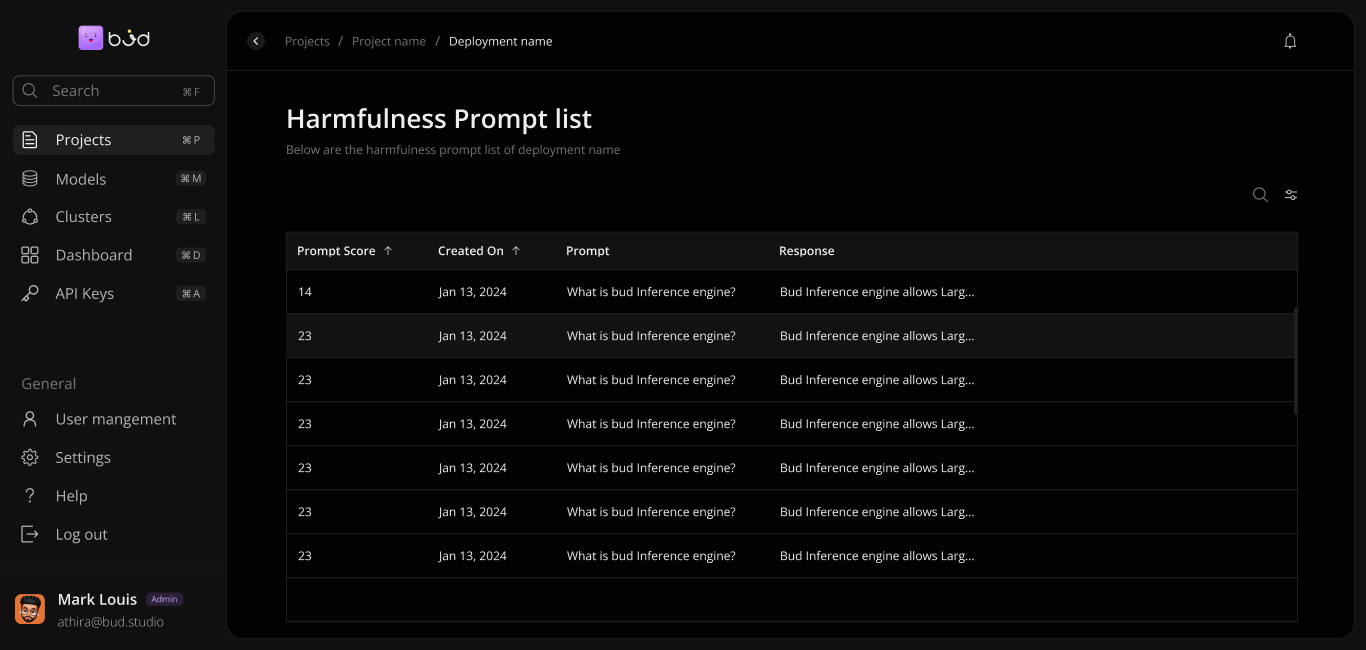 bud
Search ⌘ F
Projects ⌘ P
Models ⌘ M
Clusters ⌘ L
Dashboard ⌘ D
API Keys ⌘ A
General
User mangement
Settings
Help
Log out
Mark Louis Admin
athira@bud.studio
Projects / Project name / Deployment name
Harmfulness Prompt list
Below are the harmfulness prompt list of deployment name
Prompt Score ↑ Created On ↑ Prompt Response
14 Jan 13, 2024 What is bud Inference engine? Bud Inference engine allows Larg...
23 Jan 13, 2024 What is bud Inference engine? Bud Inference engine allows Larg...
23 Jan 13, 2024 What is bud Inference engine? Bud Inference engine allows Larg...
23 Jan 13, 2024 What is bud Inference engine? Bud Inference engine allows Larg...
23 Jan 13, 2024 What is bud Inference engine? Bud Inference engine allows Larg...
23 Jan 13, 2024 What is bud Inference engine? Bud Inference engine allows Larg...
23 Jan 13, 2024 What is bud Inference engine? Bud Inference engine allows Larg...